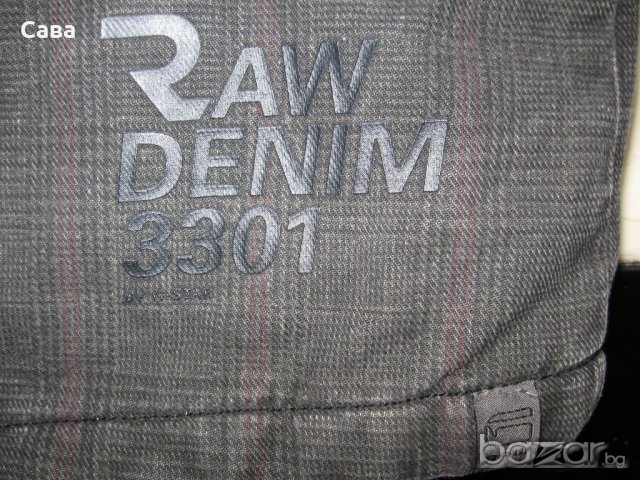 Сава
RAW
DENIM
3301
BY G-STAR
bazar.bg